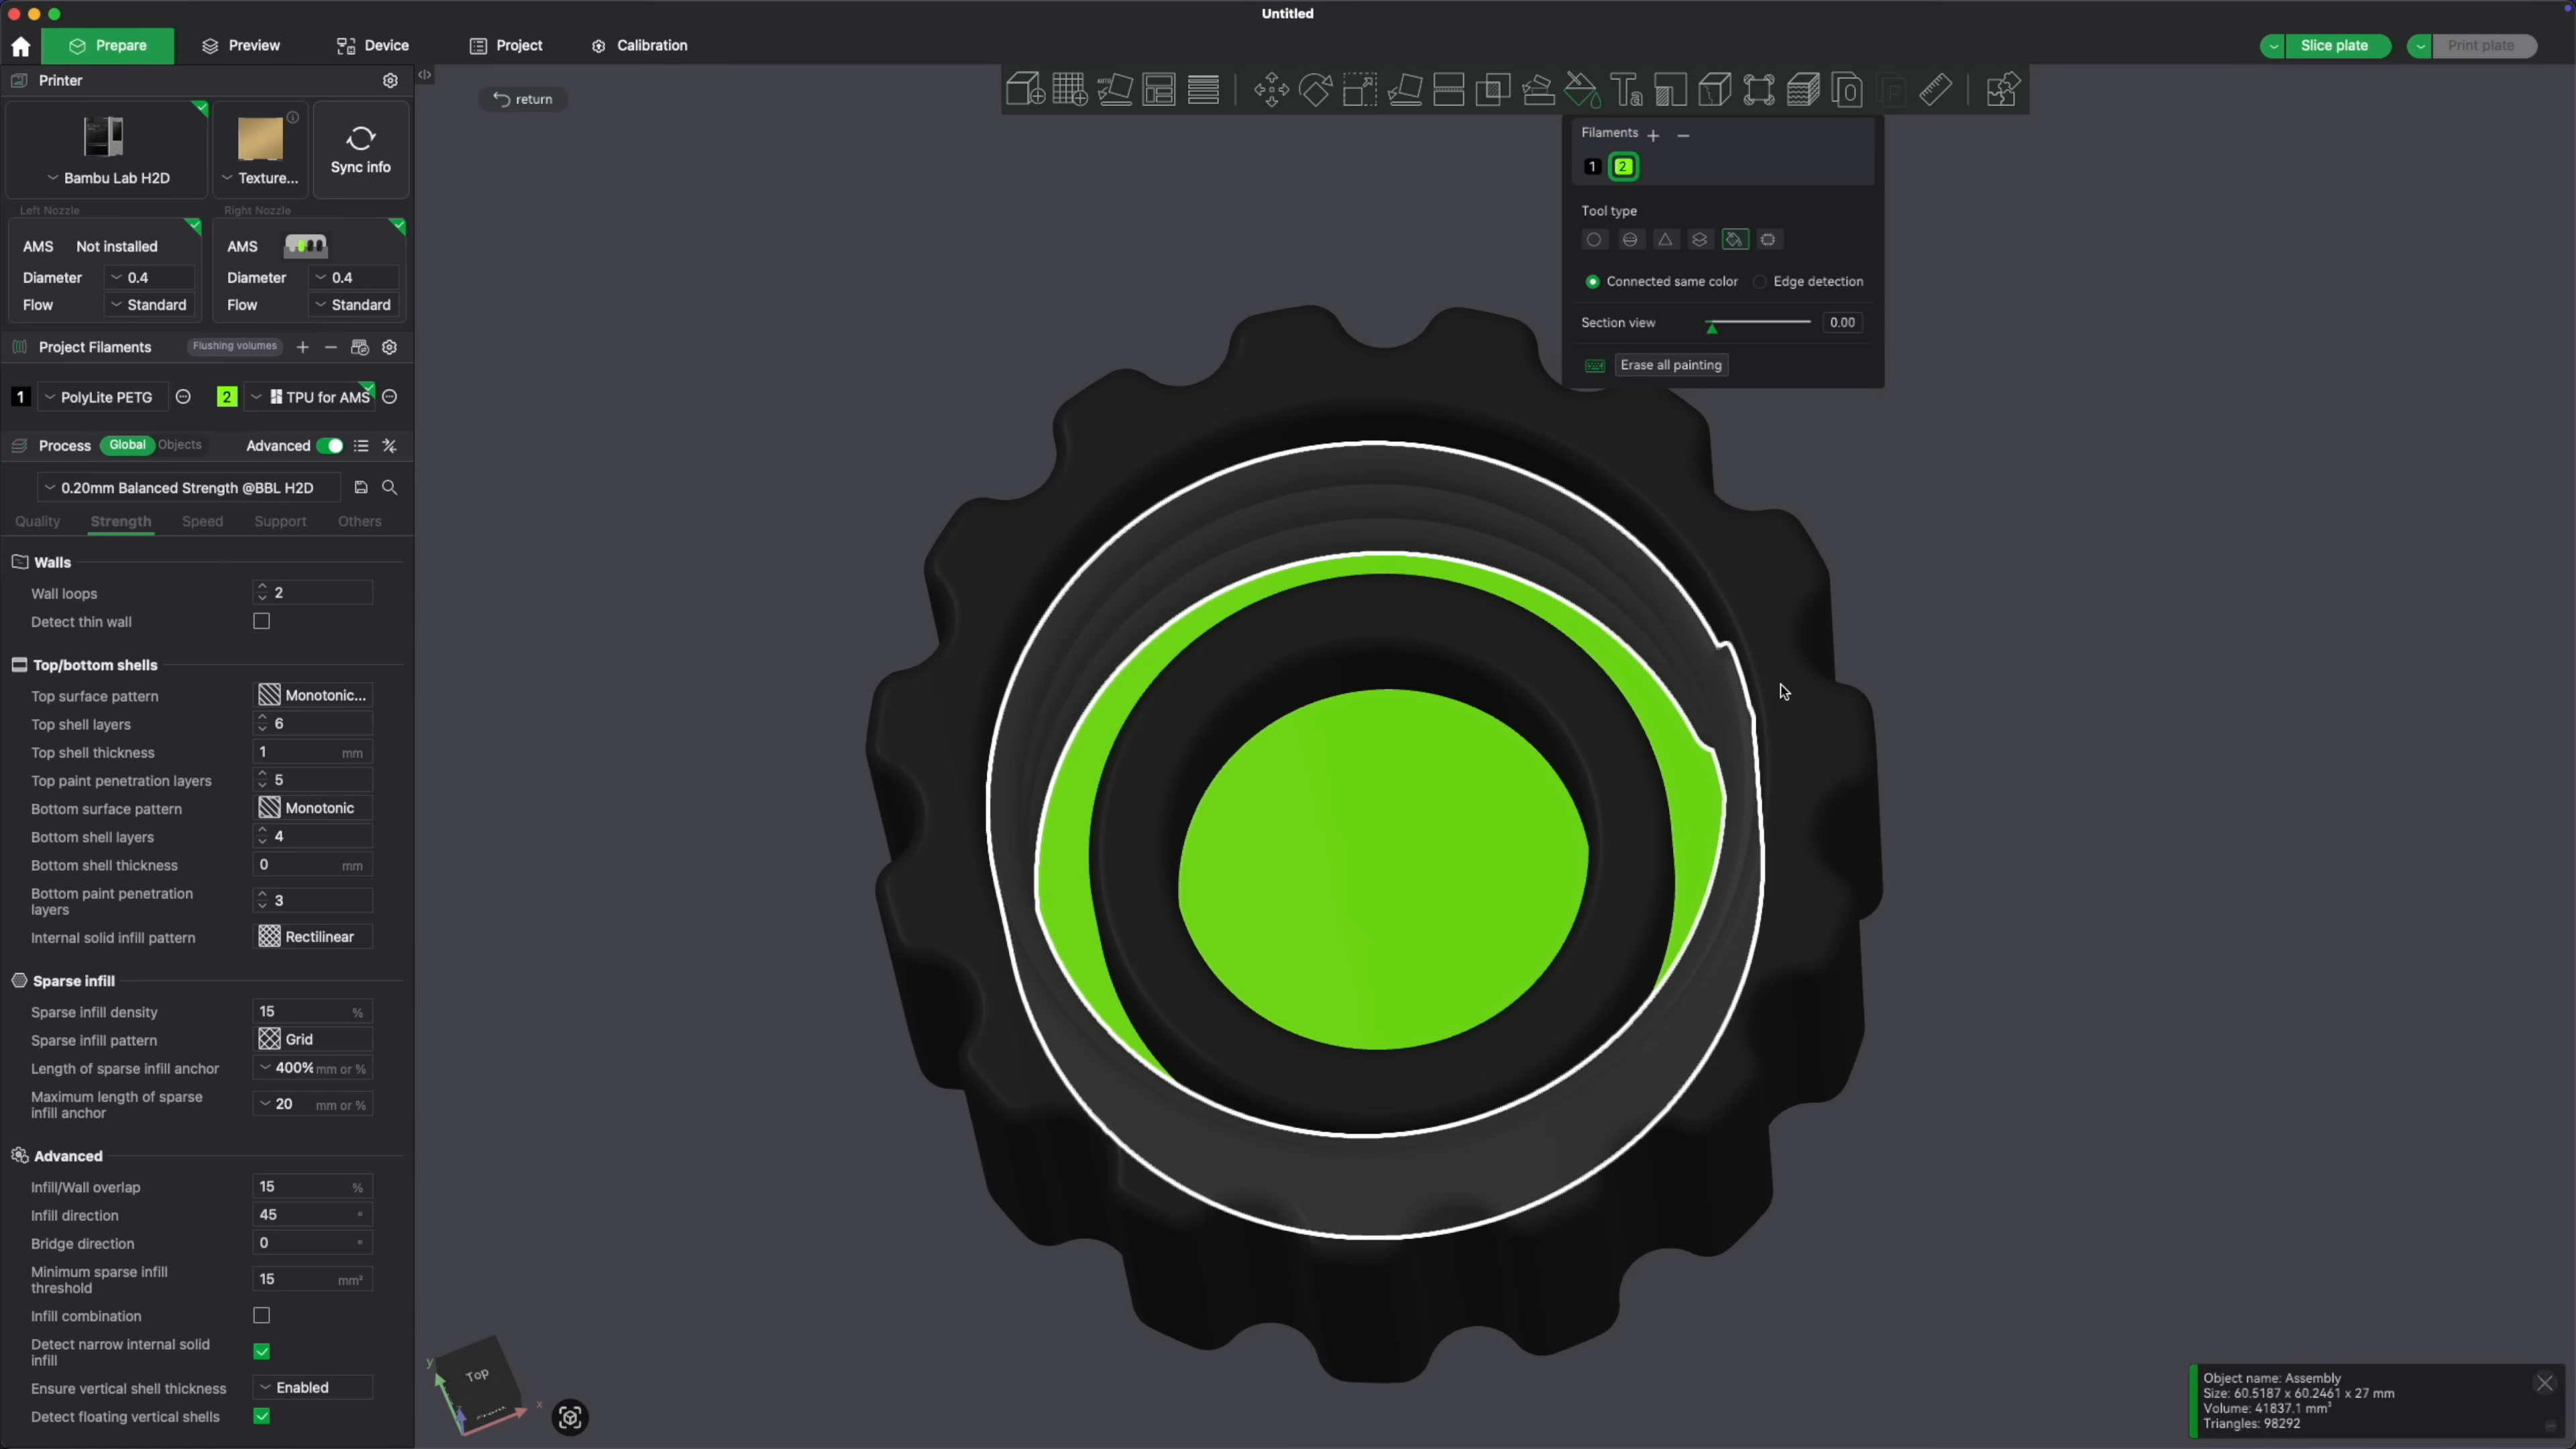 Untitled
Prepare
Preview
Device
Project
Calibration
Slice plate
Print plate
Printer
return
Bambu Lab H2D
Texture...
Sync info
Left Nozzle
Right Nozzle
AMS Not installed
AMS
Diameter 0.4
Diameter 0.4
Flow Standard
Flow Standard
Project Filaments
Flushing volumes
1 PolyLite PETG
2 TPU for AMS
Process
Global
Objects
Advanced
0.20mm Balanced Strength @BBL H2D
Quality
Strength
Speed
Support
Others
Walls
Wall loops 2
Detect thin wall
Top/bottom shells
Top surface pattern Monotonic...
Top shell layers 6
Top shell thickness 1 mm
Top paint penetration layers 5
Bottom surface pattern Monotonic
Bottom shell layers 4
Bottom shell thickness 0 mm
Bottom paint penetration
layers
3
Internal solid infill pattern Rectilinear
Sparse infill
Sparse infill density 15 %
Sparse infill pattern Grid
Length of sparse infill anchor 400% mm or %
Maximum length of sparse
infill anchor
20 mm or %
Advanced
Infill/Wall overlap 15 %
Infill direction 45 °
Bridge direction 0 °
Minimum sparse infill
threshold
15 mm²
Infill combination
Detect narrow internal solid
infill
Ensure vertical shell thickness Enabled
Detect floating vertical shells
Filaments + −
1 2
Tool type
Connected same color
Edge detection
Section view 0.00
Erase all painting
y
Top
x
Object name: Assembly
Size: 60.5187 x 60.2461 x 27 mm
Volume: 41837.1 mm³
Triangles: 98292